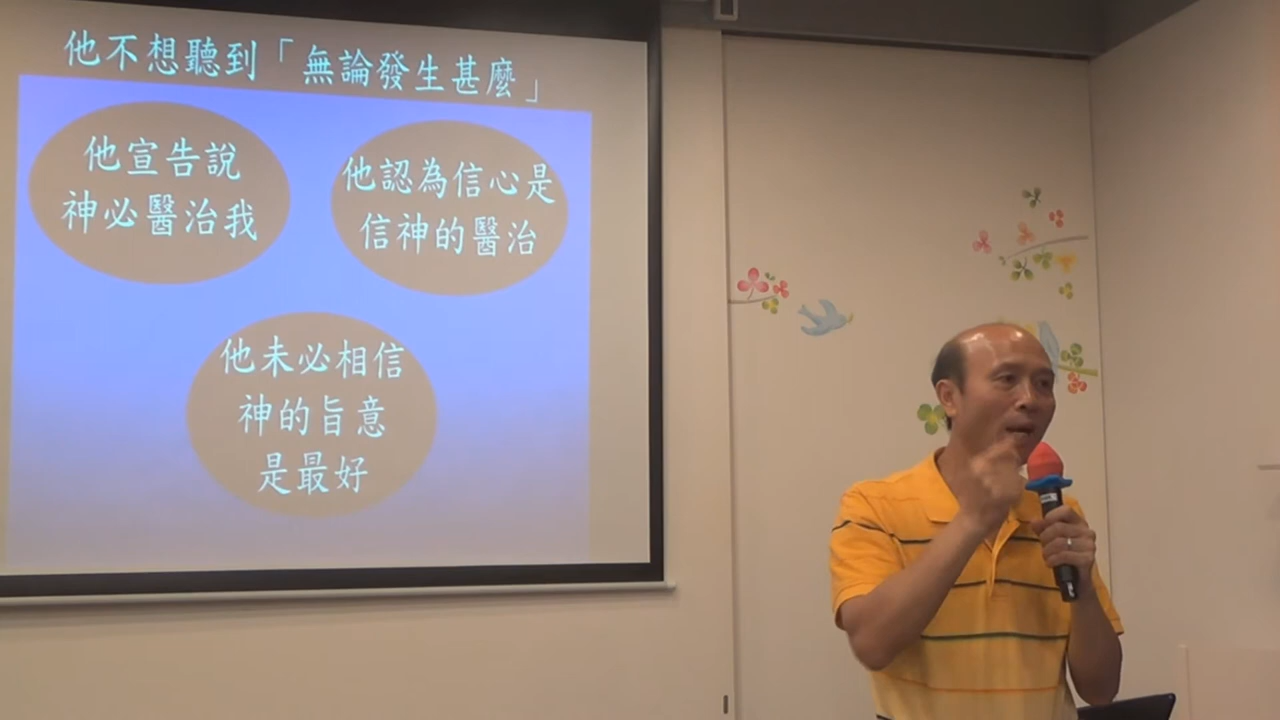 他不想聽到「無論發生甚麼」
他宣告說
神必醫治我
他認為信心是
信神的醫治
他未必相信
神的旨意
是最好